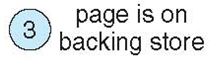 3
page is on
backing store